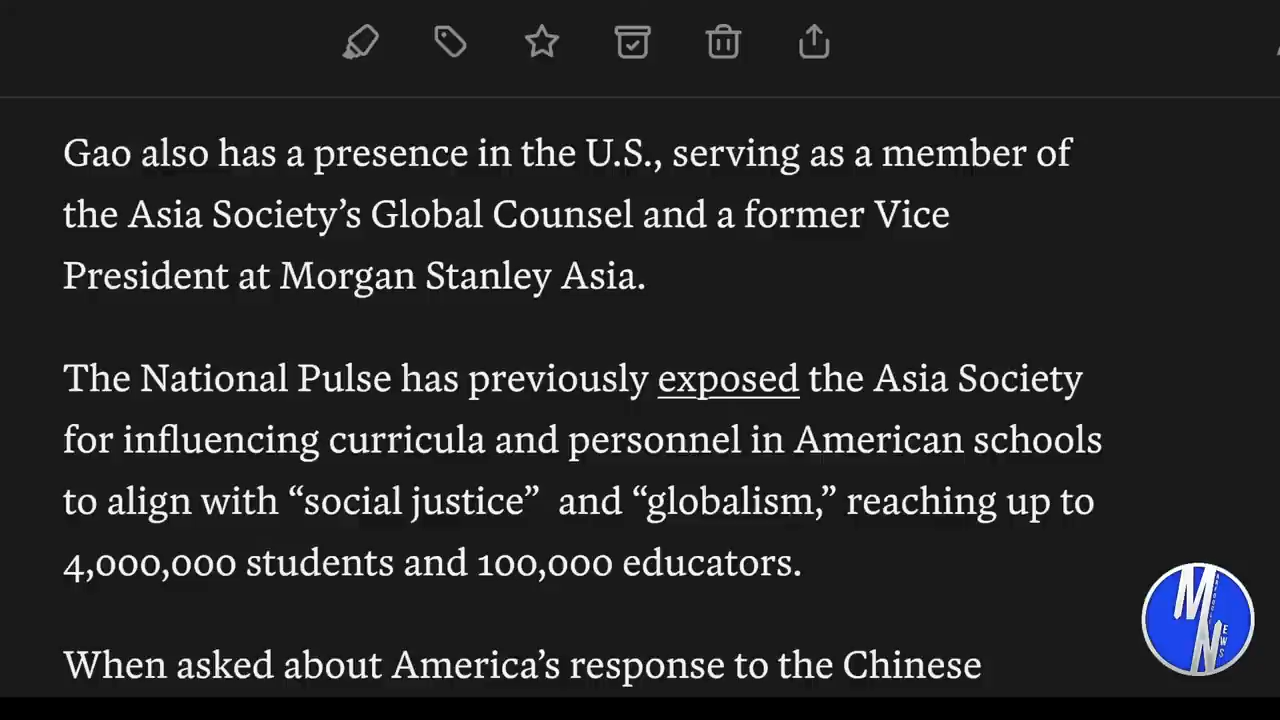 Gao also has a presence in the U.S., serving as a member of
the Asia Society’s Global Counsel and a former Vice
President at Morgan Stanley Asia.
The National Pulse has previously exposed the Asia Society
for influencing curricula and personnel in American schools
to align with “social justice”  and “globalism,” reaching up to
4,000,000 students and 100,000 educators.
When asked about America’s response to the Chinese
MN